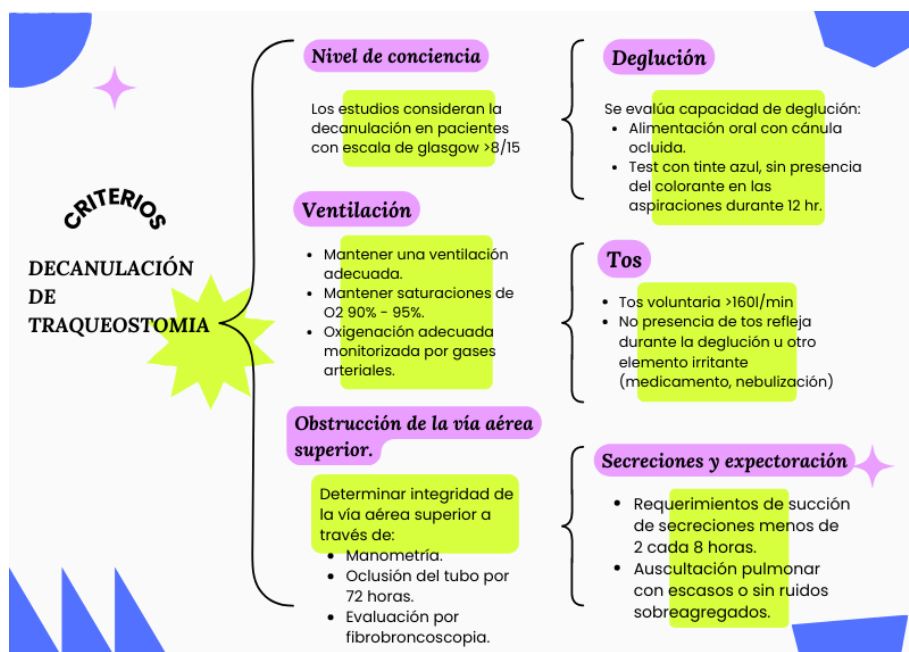 CRITERIOS
DECANULACIÓN
DE
TRAQUEOSTOMIA
Nivel de conciencia
Los estudios consideran la
decanulación en pacientes
con escala de glasgow >8/15
Ventilación
• Mantener una ventilación
adecuada.
• Mantener saturaciones de
O2 90% - 95%.
• Oxigenación adecuada
monitorizada por gases
arteriales.
Obstrucción de la vía aérea
superior.
Determinar integridad de
la vía aérea superior a
través de:
• Manometría.
• Oclusión del tubo por
72 horas.
• Evaluación por
fibrobroncoscopia.
Deglución
Se evalúa capacidad de deglución:
• Alimentación oral con cánula
ocluida.
• Test con tinte azul, sin presencia
del colorante en las
aspiraciones durante 12 hr.
Tos
• Tos voluntaria >160l/min
• No presencia de tos refleja
durante la deglución u otro
elemento irritante
(medicamento, nebulización)
Secreciones y expectoración
• Requerimientos de succión
de secreciones menos de
2 cada 8 horas.
• Auscultación pulmonar
con escasos o sin ruidos
sobreagregados.